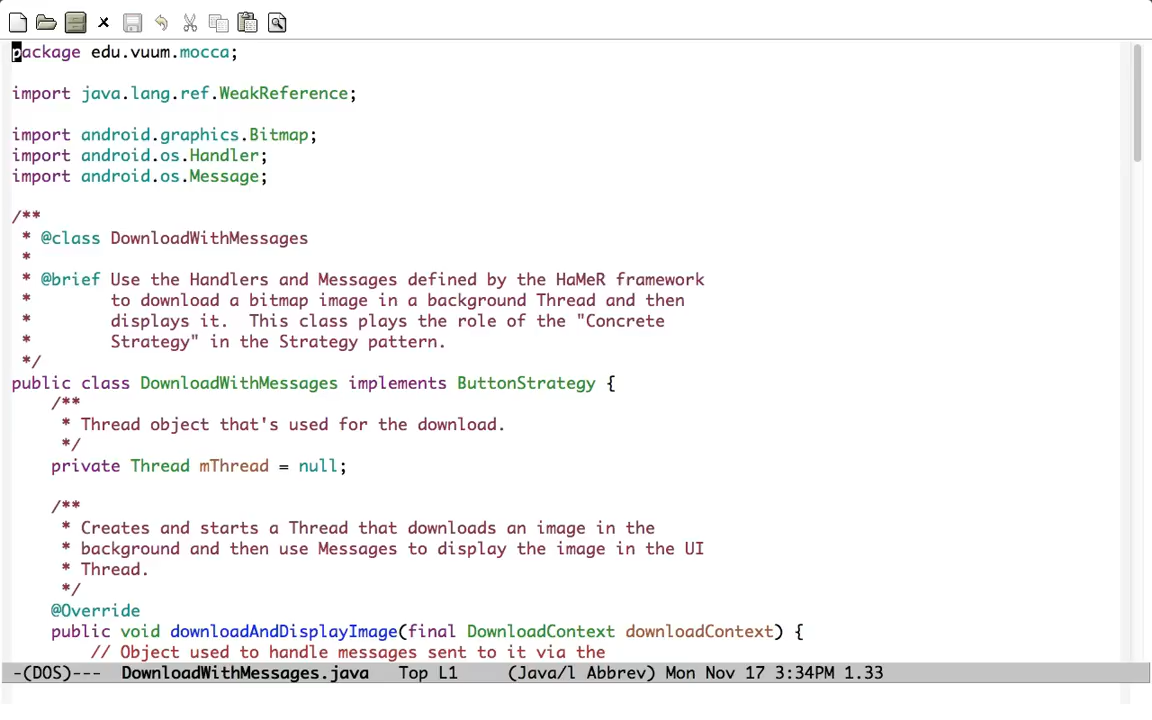 package edu.vuum.mocca;
import java.lang.ref.WeakReference;
import android.graphics.Bitmap;
import android.os.Handler;
import android.os.Message;
/**
 * @class DownloadWithMessages
 *
 * @brief Use the Handlers and Messages defined by the HaMeR framework
 *        to download a bitmap image in a background Thread and then
 *        displays it.  This class plays the role of the "Concrete
 *        Strategy" in the Strategy pattern.
 */
public class DownloadWithMessages implements ButtonStrategy {
    /**
     * Thread object that's used for the download.
     */
    private Thread mThread = null;
    /**
     * Creates and starts a Thread that downloads an image in the
     * background and then use Messages to display the image in the UI
     * Thread.
     */
    @Override
    public void downloadAndDisplayImage(final DownloadContext downloadContext) {
        // Object used to handle messages sent to it via the
-(DOS)---  DownloadWithMessages.java   Top L1     (Java/l Abbrev) Mon Nov 17 3:34PM 1.33